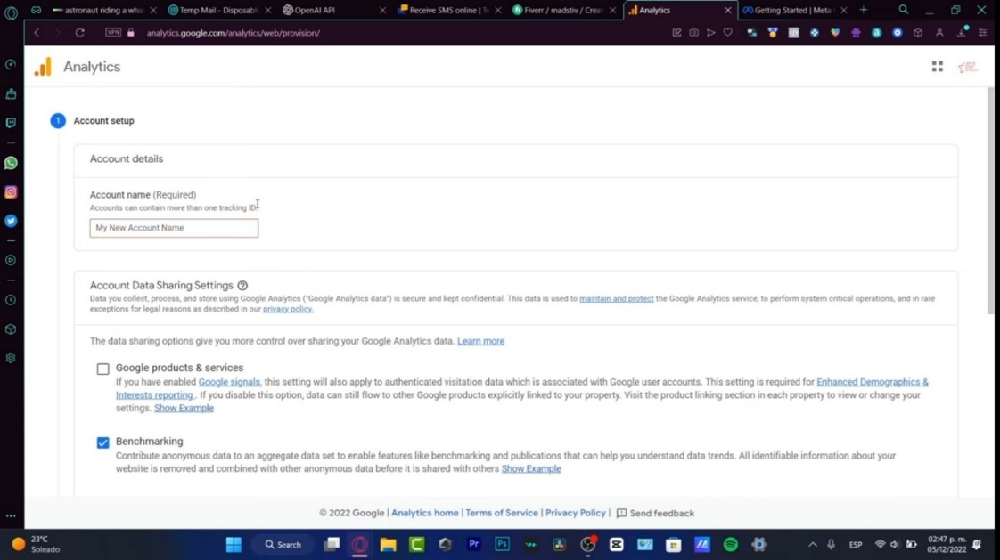 astronaut riding a wha
Temp Mail - Disposabl
OpenAI API
Receive SMS online | Te
Fiverr / madstiv / Creat
Analytics
Getting Started | Meta
VPN
analytics.google.com/analytics/web/provision/
Analytics
1 Account setup
Account details
Account name (Required)
Accounts can contain more than one tracking ID.
My New Account Name
Account Data Sharing Settings
Data you collect, process, and store using Google Analytics ("Google Analytics data") is secure and kept confidential. This data is used to maintain and protect the Google Analytics service, to perform system critical operations, and in rare
exceptions for legal reasons as described in our privacy policy.
The data sharing options give you more control over sharing your Google Analytics data. Learn more
Google products & services
If you have enabled Google signals, this setting will also apply to authenticated visitation data which is associated with Google user accounts. This setting is required for Enhanced Demographics &
Interests reporting . If you disable this option, data can still flow to other Google products explicitly linked to your property. Visit the product linking section in each property to view or change your
settings. Show Example
Benchmarking
Contribute anonymous data to an aggregate data set to enable features like benchmarking and publications that can help you understand data trends. All identifiable information about your
website is removed and combined with other anonymous data before it is shared with others Show Example
© 2022 Google | Analytics home | Terms of Service | Privacy Policy | Send feedback
23°C
Soleado
Search
Pr
Ps
ESP
02:47 p. m.
05/12/2022